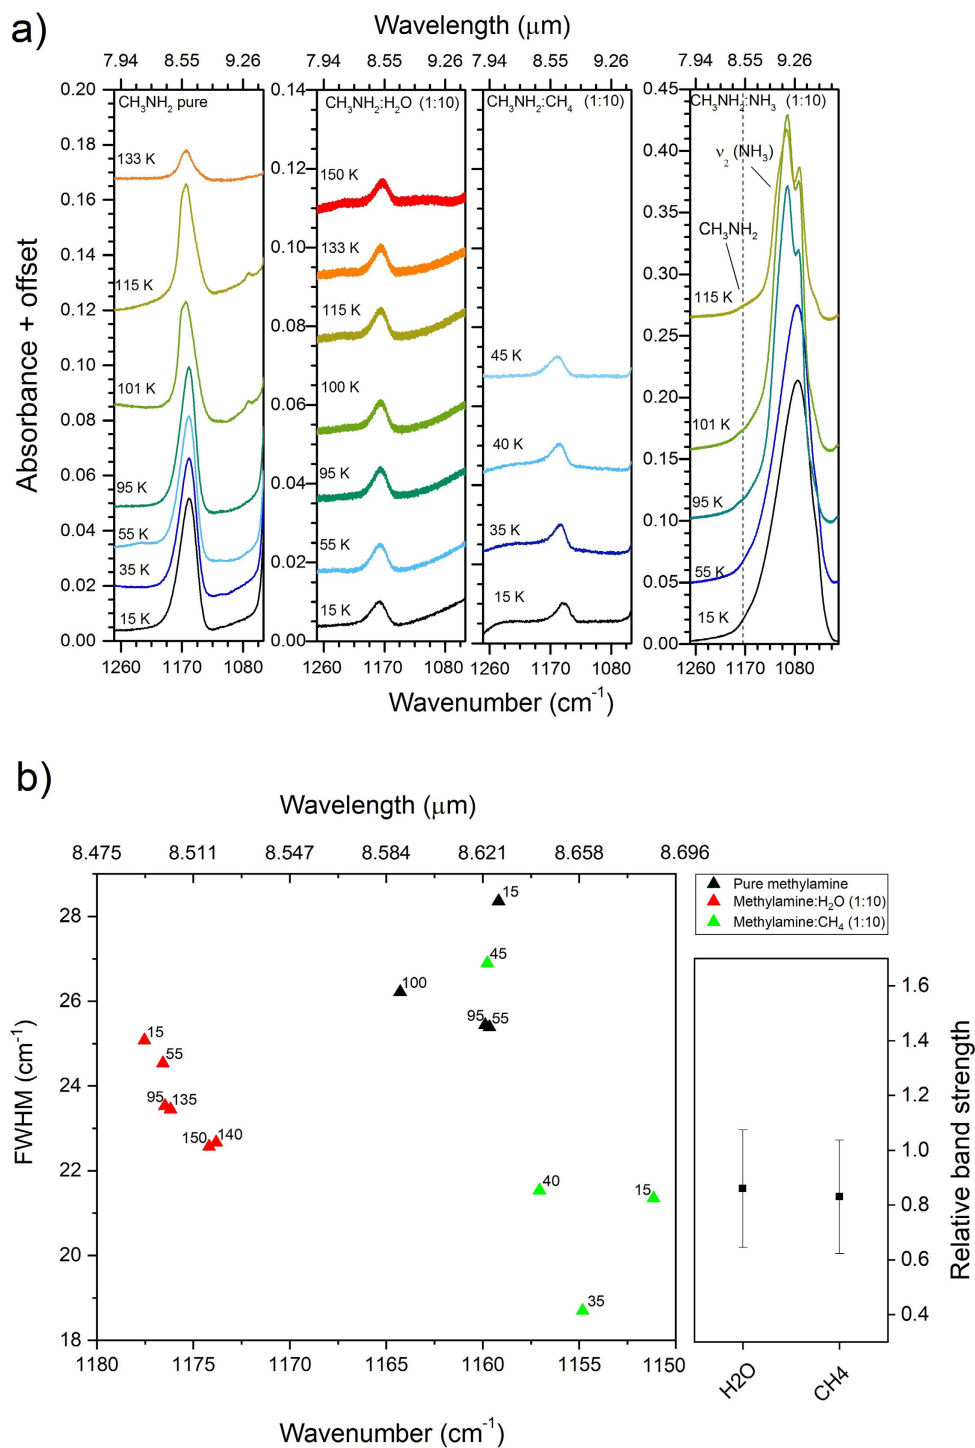 a)
Wavelength (μm)
7.94 8.55 9.26 7.94 8.55 9.26 7.94 8.55 9.26 7.94 8.55 9.26
CH₃NH₂ pure
0.20
0.18
0.16
0.14
0.12
0.10
0.08
0.06
0.04
0.02
0.00
133 K
115 K
101 K
95 K
55 K
35 K
15 K
CH₃NH₂:H₂O (1:10)
0.14
0.12
0.10
0.08
0.06
0.04
0.02
0.00
150 K
133 K
115 K
100 K
95 K
55 K
15 K
CH₃NH₂:CH₄ (1:10)
45 K
40 K
35 K
15 K
CH₃NH₂:NH₃ (1:10)
0.45
0.40
0.35
0.30
0.25
0.20
0.15
0.10
0.05
0.00
ν₂ (NH₃)
CH₃NH₂
115 K
101 K
95 K
55 K
15 K
Absorbance + offset
1260 1170 1080 1260 1170 1080 1260 1170 1080 1260 1170 1080
Wavenumber (cm⁻¹)
b)
Wavelength (μm)
8.475 8.511 8.547 8.584 8.621 8.658 8.696
28
26
24
22
20
18
FWHM (cm⁻¹)
15
45
100
95 55
15
55
95 135
150 140
40
15
35
1180 1175 1170 1165 1160 1155 1150
Wavenumber (cm⁻¹)
Pure methylamine
Methylamine:H₂O (1:10)
Methylamine:CH₄ (1:10)
1.6
1.4
1.2
1.0
0.8
0.6
0.4
Relative band strength
H2O
CH4